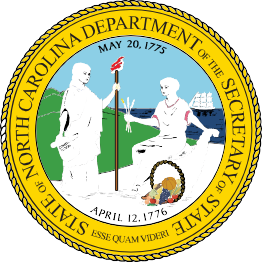 STATE OF NORTH CAROLINA DEPARTMENT OF THE SECRETARY OF STATE
MAY 20, 1775
APRIL 12, 1776
ESSE QUAM VIDERI